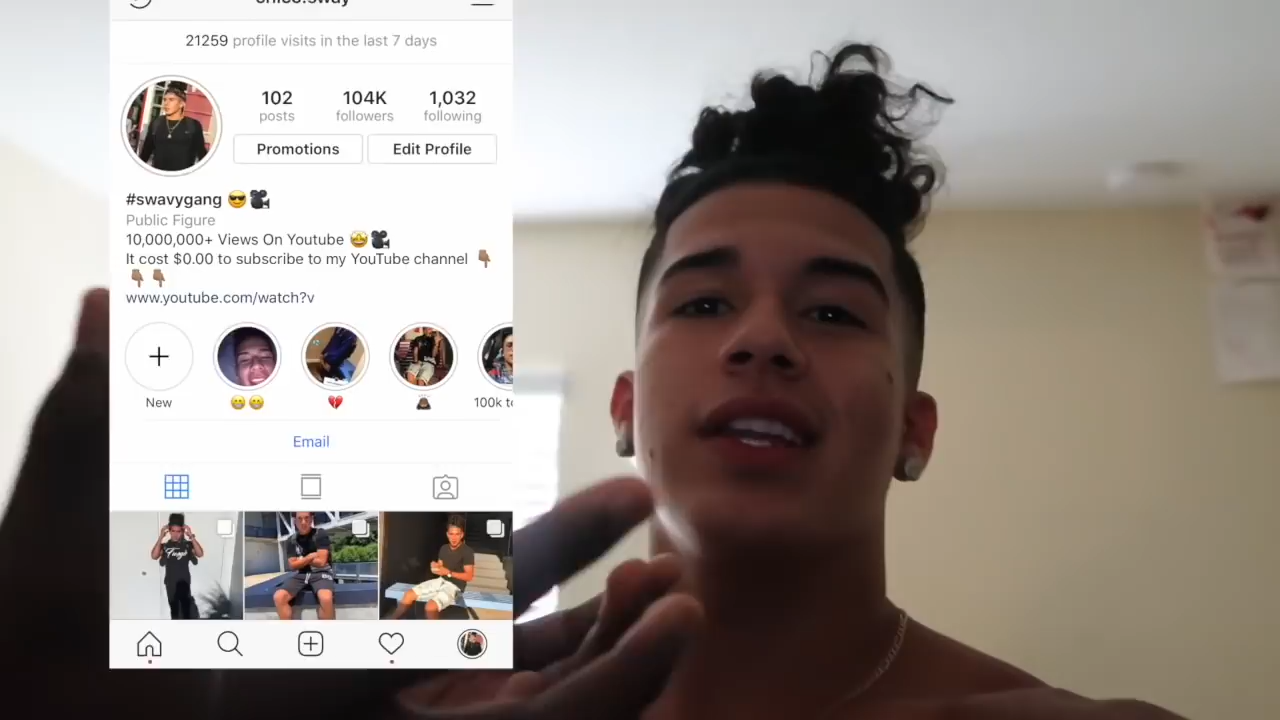 21259 profile visits in the last 7 days
102 104K 1,032
posts followers following
Promotions Edit Profile
#swavygang 😎🎥
Public Figure
10,000,000+ Views On Youtube 🤩🎥
It cost $0.00 to subscribe to my YouTube channel 👇🏽
👇🏽👇🏽
www.youtube.com/watch?v
New 😁😁 💔 🙏🏿 100k to
Email